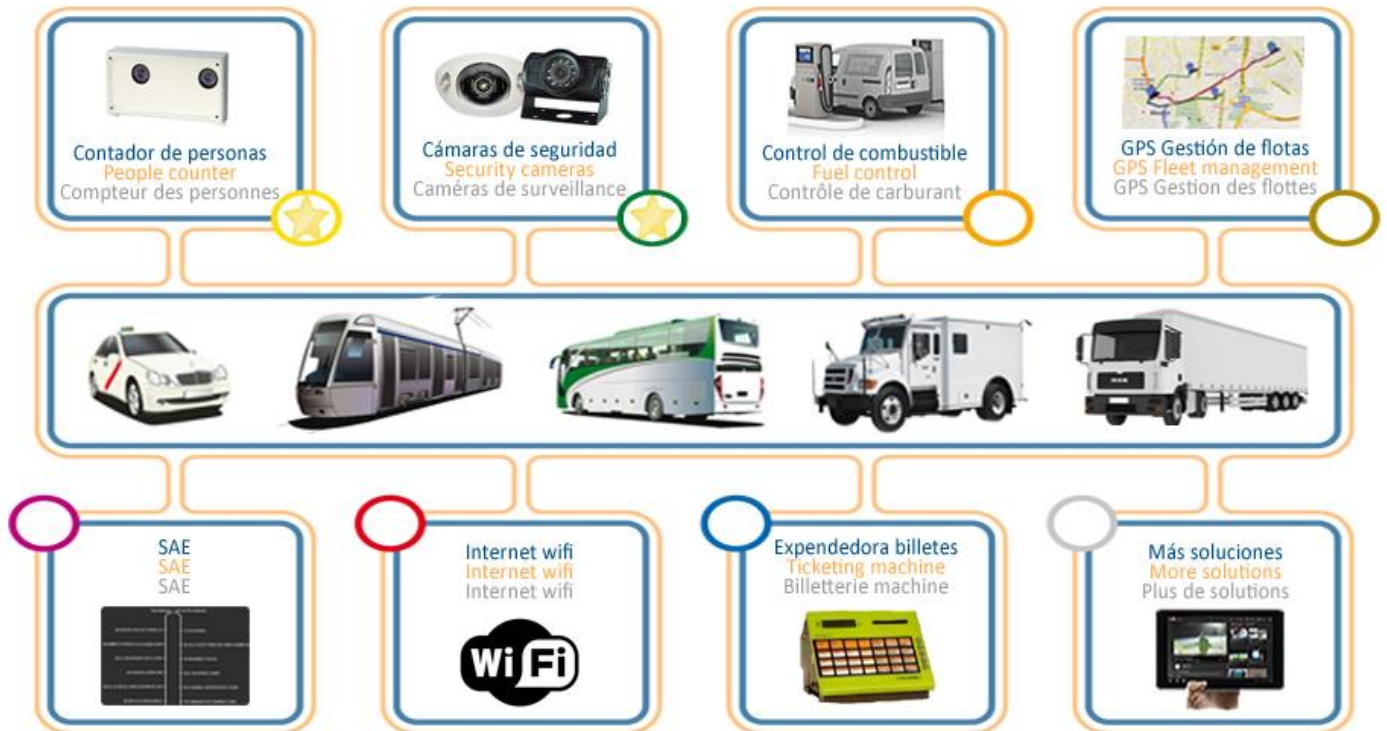 Contador de personas
People counter
Compteur des personnes
Cámaras de seguridad
Security cameras
Caméras de surveillance
Control de combustible
Fuel control
Contrôle de carburant
GPS Gestión de flotas
GPS Fleet management
GPS Gestion des flottes
MAN
SAE
SAE
SAE
Internet wifi
Internet wifi
Internet wifi
Wi Fi
Expendedora billetes
Ticketing machine
Billetterie machine
Más soluciones
More solutions
Plus de solutions